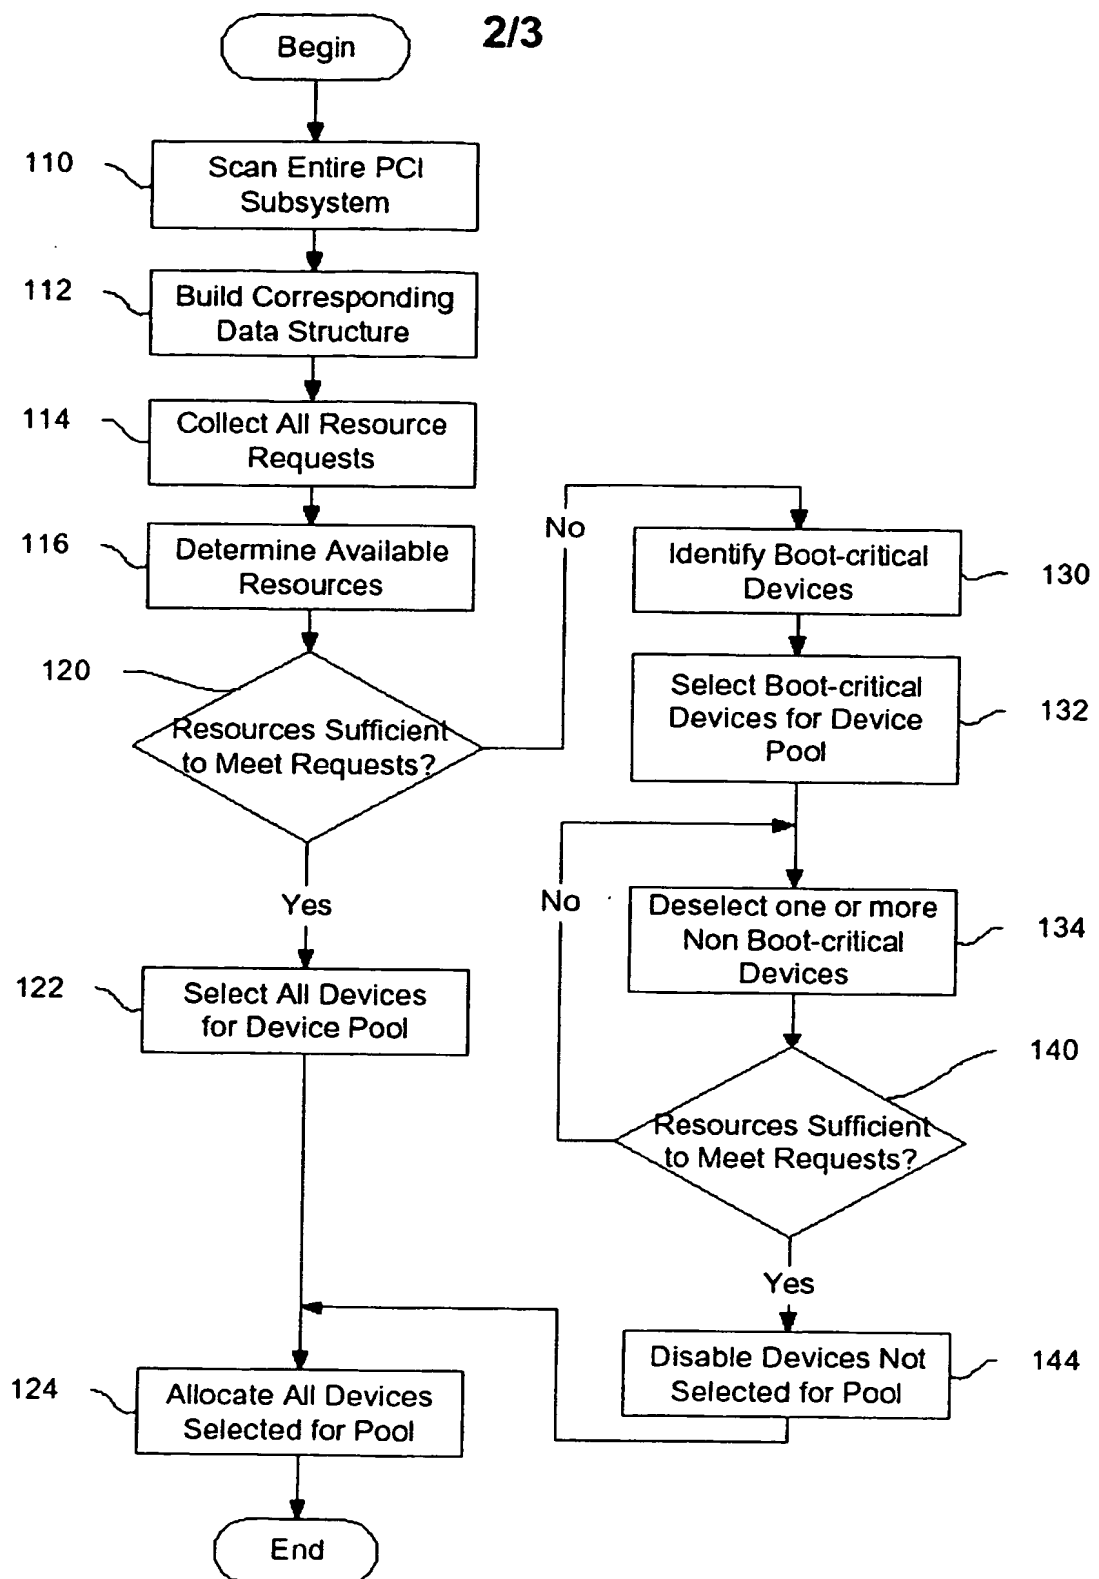 2/3
Begin
110
Scan Entire PCI
Subsystem
112
Build Corresponding
Data Structure
114
Collect All Resource
Requests
116
Determine Available
Resources
120
Resources Sufficient
to Meet Requests?
No
Yes
122
Select All Devices
for Device Pool
Identify Boot-critical
Devices
130
Select Boot-critical
Devices for Device
Pool
132
Deselect one or more
Non Boot-critical
Devices
134
No
140
Resources Sufficient
to Meet Requests?
Yes
Disable Devices Not
Selected for Pool
144
124
Allocate All Devices
Selected for Pool
End